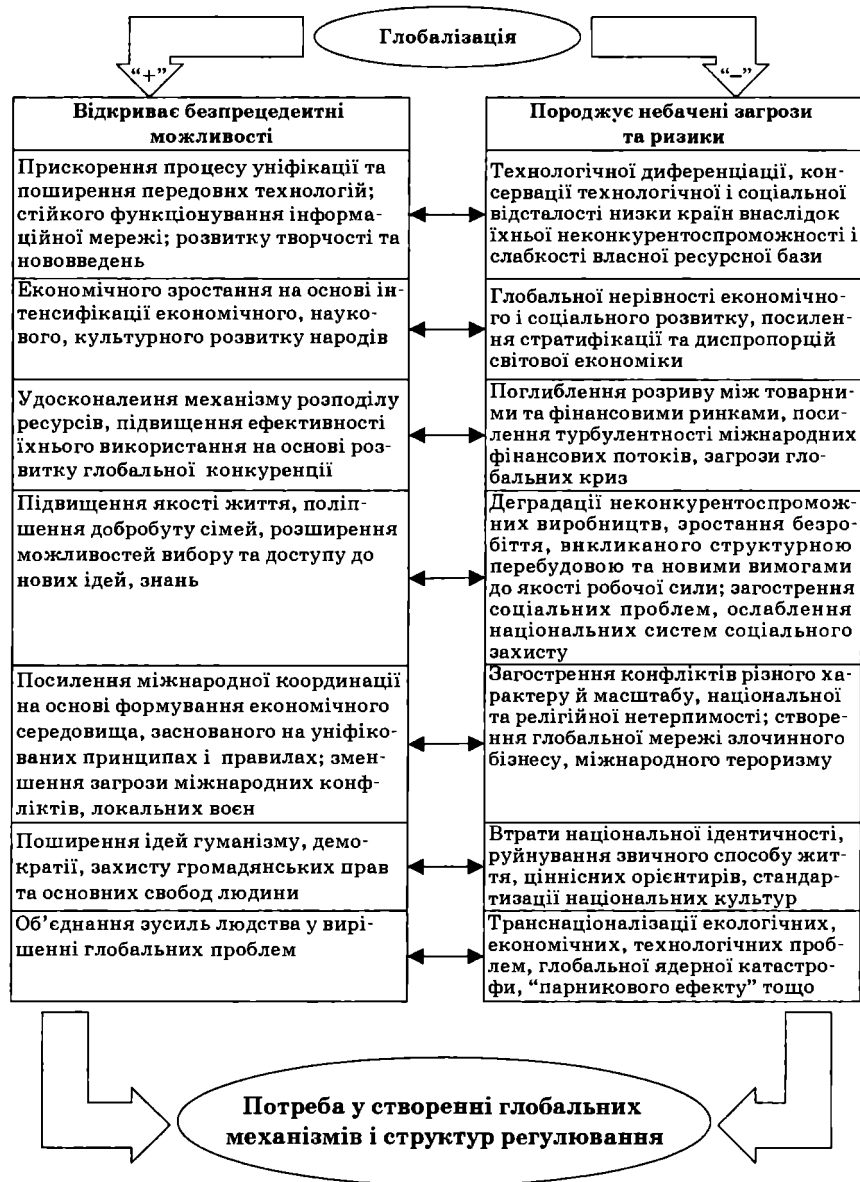 Глобалізація
“+”
“–”
Відкриває безпрецедентні
можливості
Прискорення процесу уніфікації та
поширення передових технологій;
стійкого функціонування інформа-
ційної мережі; розвитку творчості та
нововведень
Економічного зростання на основі ін-
тенсифікації економічного, науко-
вого, культурного розвитку народів
Удосконалеиня механізму розподілу
ресурсів, підвищення ефективності
їхнього використання на основі роз-
витку глобальної конкуренції
Підвищення якості життя, поліп-
шення добробуту сімей, розширення
можливостей вибору та доступу до
нових ідей, знань
Посилення міжнародної координації
на основі формування економічного
середовища, заснованого на уніфіко-
ваних принципах і правилах; змен-
шення загрози міжнародних конф-
ліктів, локальних воєн
Поширення ідей гуманізму, демо-
кратії, захисту громадянських прав
та основних свобод людини
Об’єднання зусиль людства у вирі-
шенні глобальних проблем
Породжує небачені загрози
та ризики
Технологічної диференціації, кон-
сервації технологічної і соціальної
відсталості низки країн внаслідок
їхньої неконкурентоспроможності і
слабкості власної ресурсної бази
Глобальної нерівності економічно-
го і соціального розвитку, посилен-
ня стратифікації та диспропорцій
світової економіки
Поглиблення розриву між товарни-
ми та фінансовими ринками, поси-
лення турбулентності міжнародних
фінансових потоків, загрози гло-
бальних криз
Деградації неконкурентоспромож-
них виробництв, зростання безро-
біття, викликаного структурною
перебудовою та новими вимогами
до якості робочої сили; загострення
соціальних проблем, ослаблення
національних систем соціального
захисту
Загострення конфліктів різного ха-
рактеру й масштабу, національної
та релігійної нетерпимості; створе-
ння глобальної мережі злочинного
бізнесу, міжнародного тероризму
Втрати національної ідентичності,
руйнування звичного способу жит-
тя, ціннісних орієнтирів, стандар-
тизації національних культур
Транснаціоналізації екологічних,
економічних, технологічних проб-
лем, глобальної ядерної катастро-
фи, “парникового ефекту” тощо
Потреба у створенні глобальних
механізмів і структур регулювання